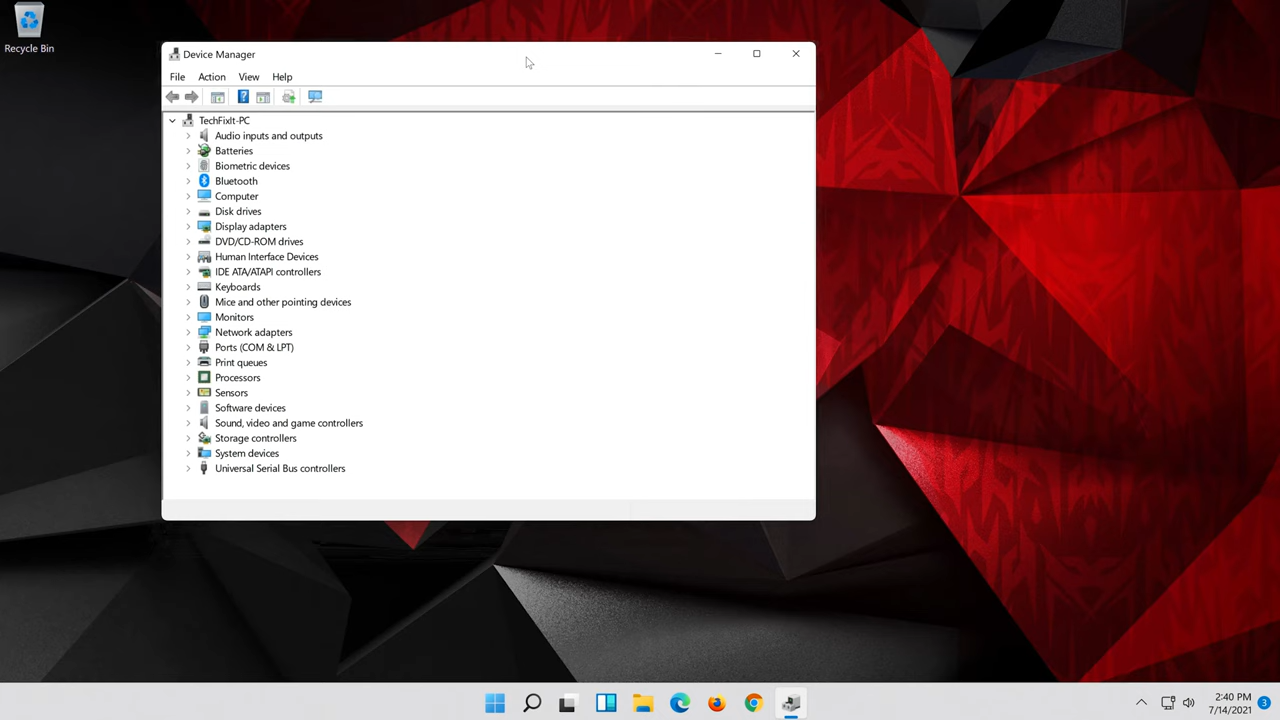 Recycle Bin
Device Manager
File Action View Help
TechFixIt-PC
Audio inputs and outputs
Batteries
Biometric devices
Bluetooth
Computer
Disk drives
Display adapters
DVD/CD-ROM drives
Human Interface Devices
IDE ATA/ATAPI controllers
Keyboards
Mice and other pointing devices
Monitors
Network adapters
Ports (COM & LPT)
Print queues
Processors
Sensors
Software devices
Sound, video and game controllers
Storage controllers
System devices
Universal Serial Bus controllers
2:40 PM
7/14/2021
3